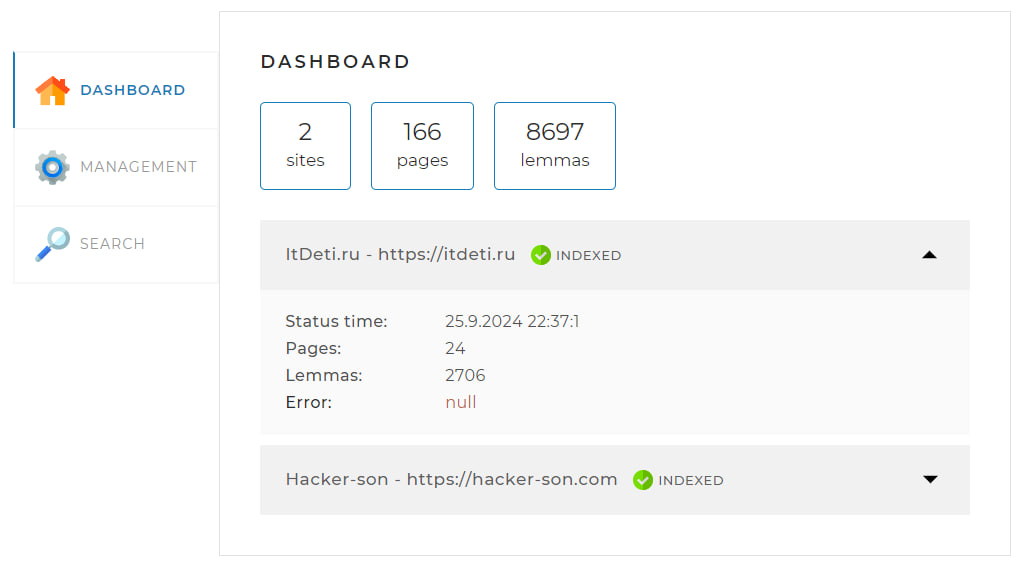 DASHBOARD
MANAGEMENT
SEARCH
DASHBOARD
2
sites
166
pages
8697
lemmas
ItDeti.ru - https://itdeti.ru INDEXED
Status time: 25.9.2024 22:37:1
Pages: 24
Lemmas: 2706
Error: null
Hacker-son - https://hacker-son.com INDEXED